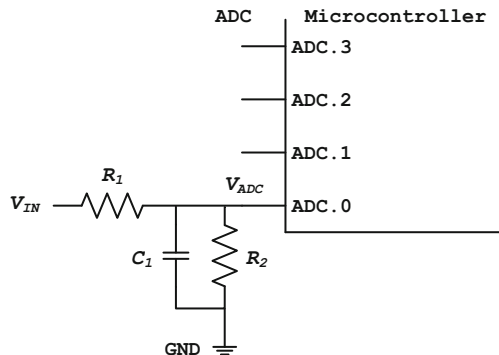 ADC Microcontroller
ADC.3
ADC.2
ADC.1
R1
VIN
VADC
ADC.0
C1
R2
GND